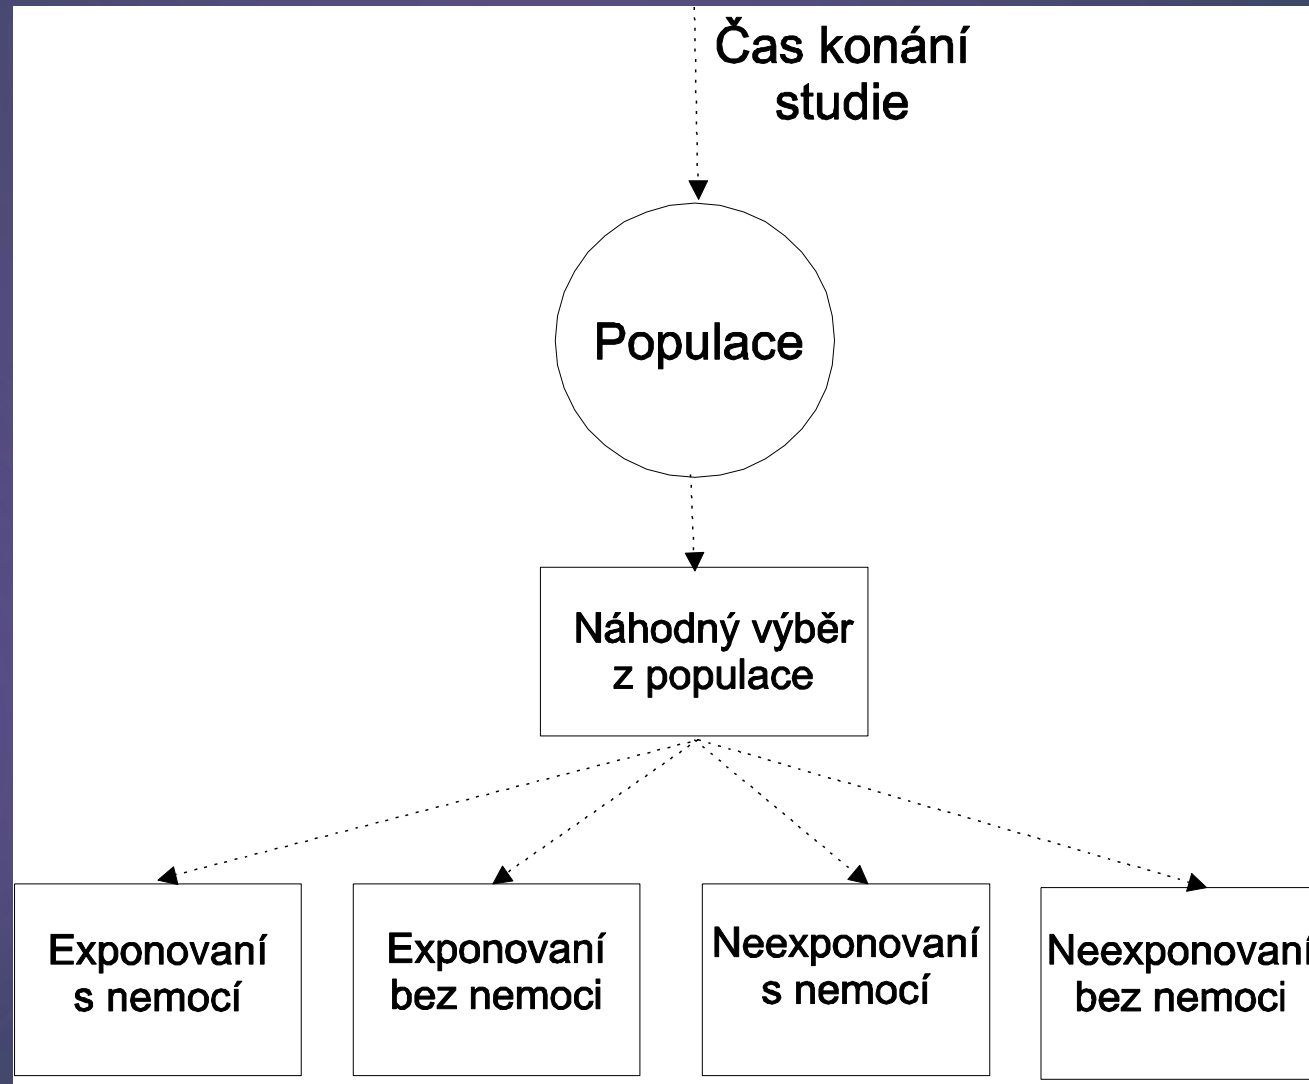 Čas konání
studie
Populace
Náhodný výběr
z populace
Exponovaní
s nemocí
Exponovaní
bez nemoci
Neexponovaní
s nemocí
Neexponovaní
bez nemoci